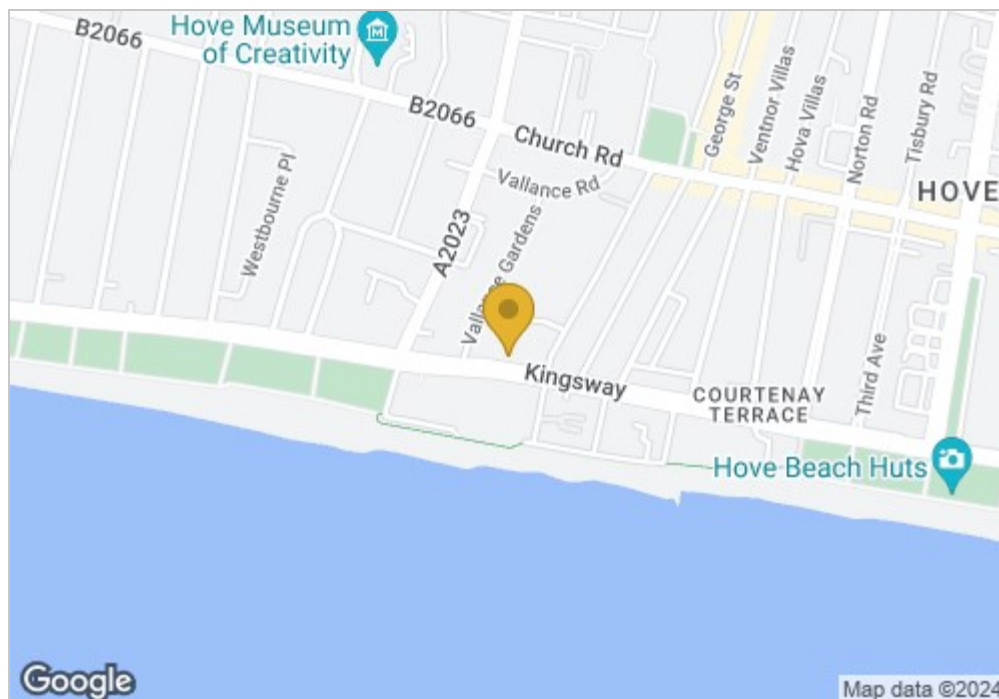 Hove Museum
of Creativity
B2066
B2066
Church Rd
George St
Ventnor Villas
Hova Villas
Norton Rd
Tisbury Rd
HOVE
Vallance Rd
Westbourne Pl
A2023
Vallance Gardens
Kingsway
COURTENAY
TERRACE
Third Ave
Hove Beach Huts
Google
Map data ©2024